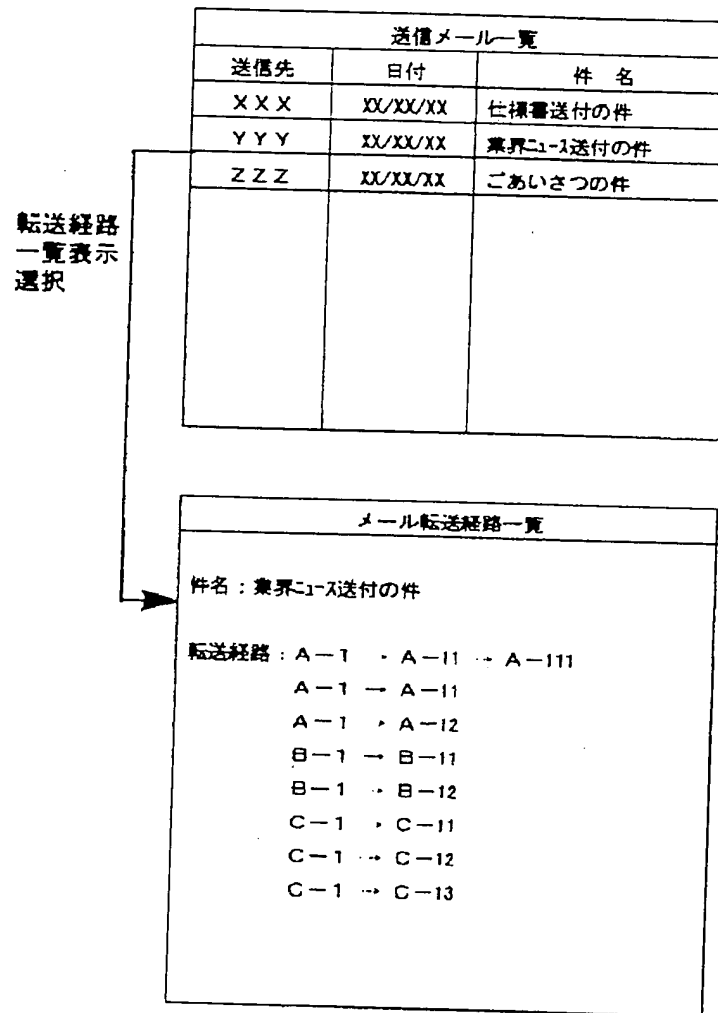 送信メール一覧
送信先 日付 件 名
XXX XX/XX/XX 仕様書送付の件
YYY XX/XX/XX 業界ニュース送付の件
ZZZ XX/XX/XX ごあいさつの件
転送経路
一覧表示
選択
メール転送経路一覧
件名：業界ニュース送付の件
転送経路：A－1 → A－11 → A－111
A－1 → A－11
A－1 → A－12
B－1 → B－11
B－1 → B－12
C－1 → C－11
C－1 → C－12
C－1 → C－13